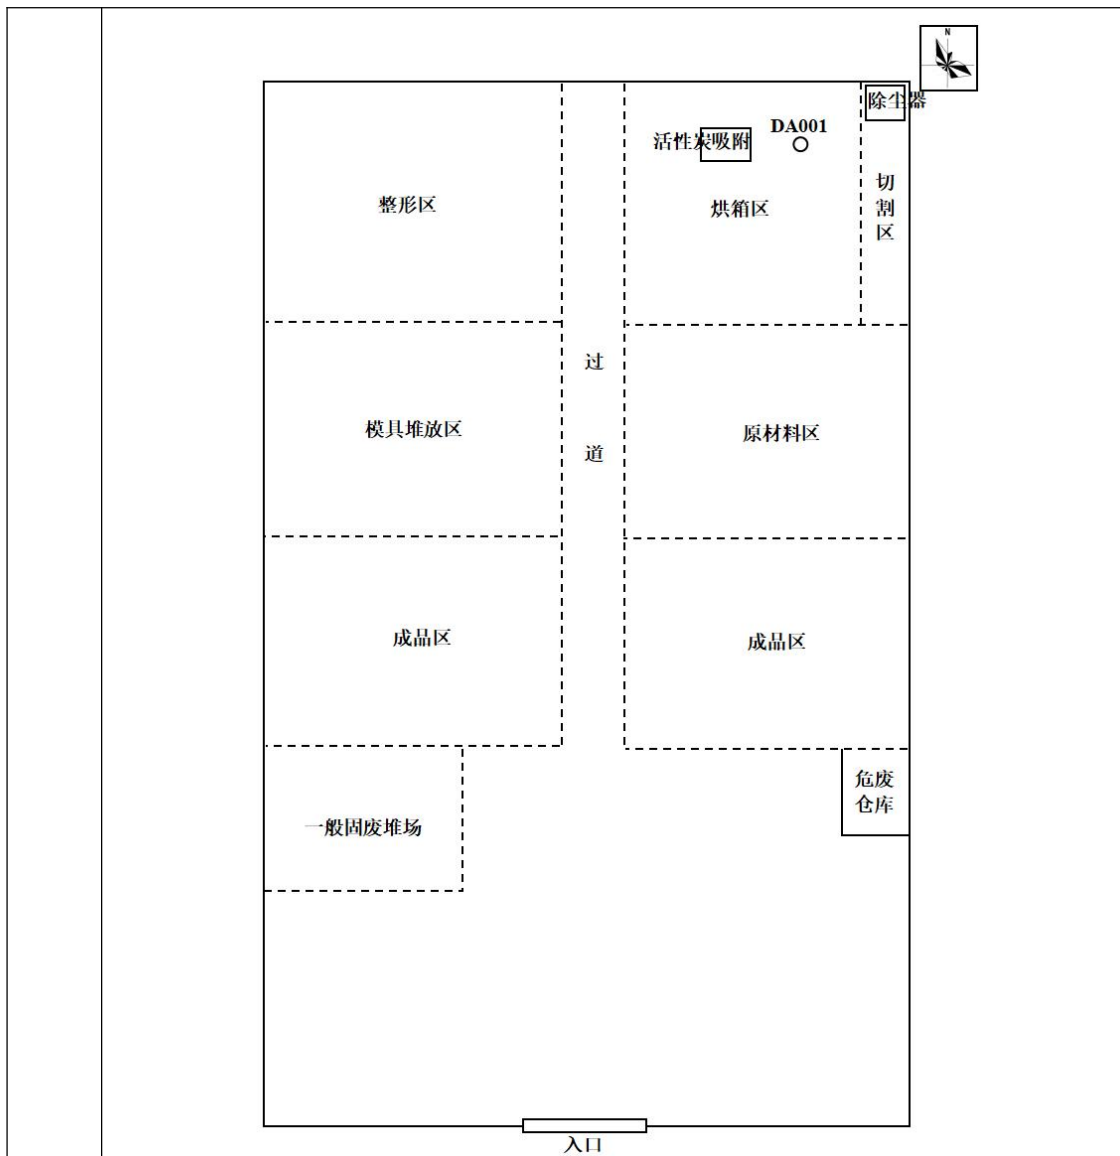 N
除尘器
DA001
活性炭吸附
切
割
区
整形区
烘箱区
过
道
模具堆放区
原材料区
成品区
成品区
危废
仓库
一般固废堆场
入口